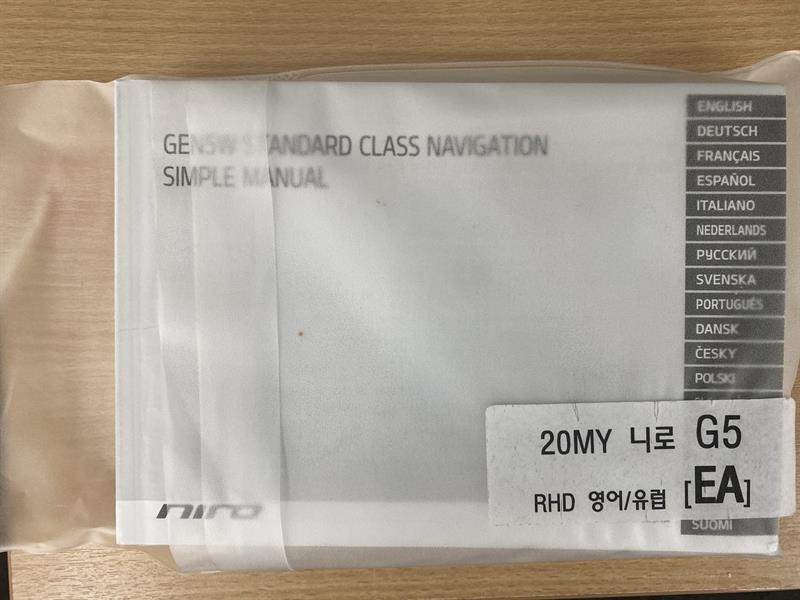 GEN5W STANDARD CLASS NAVIGATION
SIMPLE MANUAL
ENGLISH
DEUTSCH
FRANÇAIS
ESPAÑOL
ITALIANO
NEDERLANDS
РУССКИЙ
SVENSKA
PORTUGUÊS
DANSK
ČESKY
POLSKI
20MY 니로 G5
RHD 영어/유럽 [EA]
niro
SUOMI